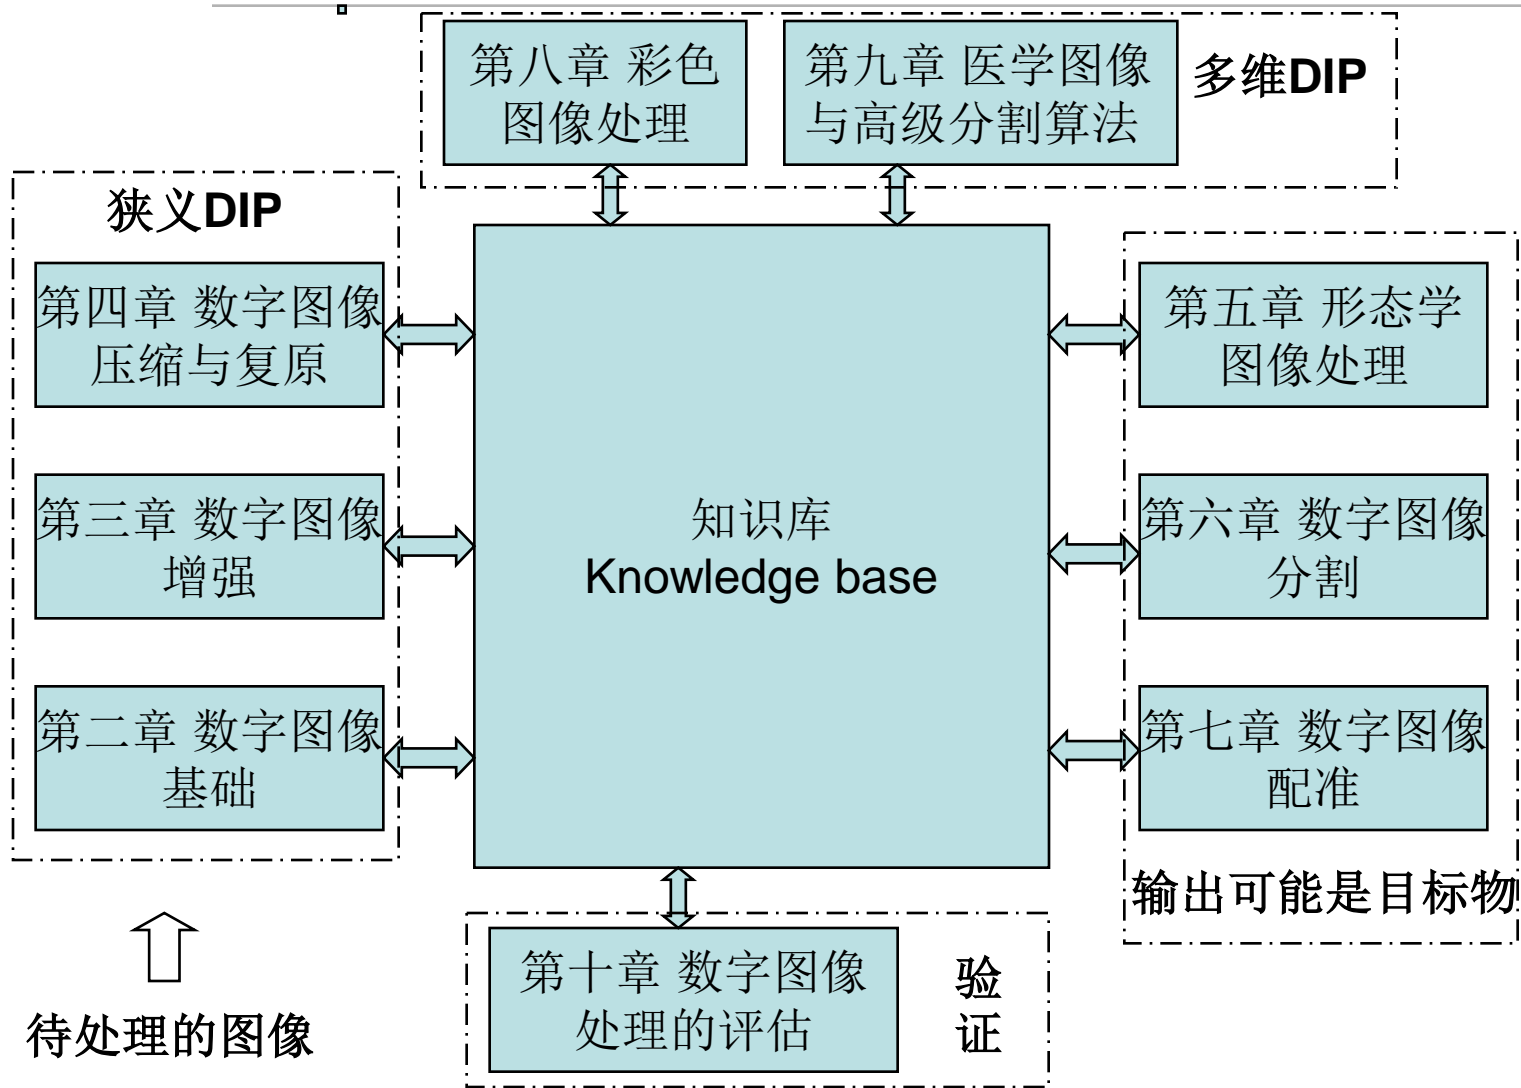 第八章 彩色
图像处理
第九章 医学图像
与高级分割算法
多维DIP
狭义DIP
第四章 数字图像
压缩与复原
第三章 数字图像
增强
第二章 数字图像
基础
待处理的图像
知识库
Knowledge base
第五章 形态学
图像处理
第六章 数字图像
分割
第七章 数字图像
配准
输出可能是目标物
第十章 数字图像
处理的评估
验
证